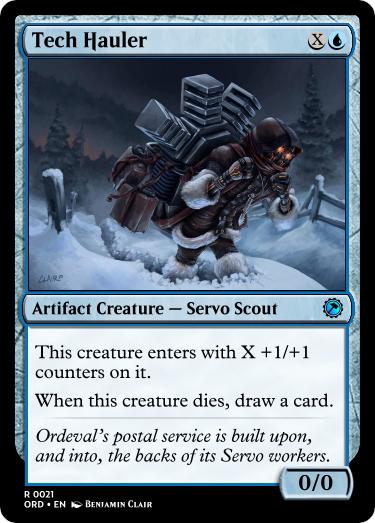 Tech Hauler X
CLAIR
Artifact Creature — Servo Scout
This creature enters with X +1/+1
counters on it.
When this creature dies, draw a card.
Ordeval's postal service is built upon,
and into, the backs of its Servo workers.
0/0
R 0021
ORD • EN Benjamin Clair